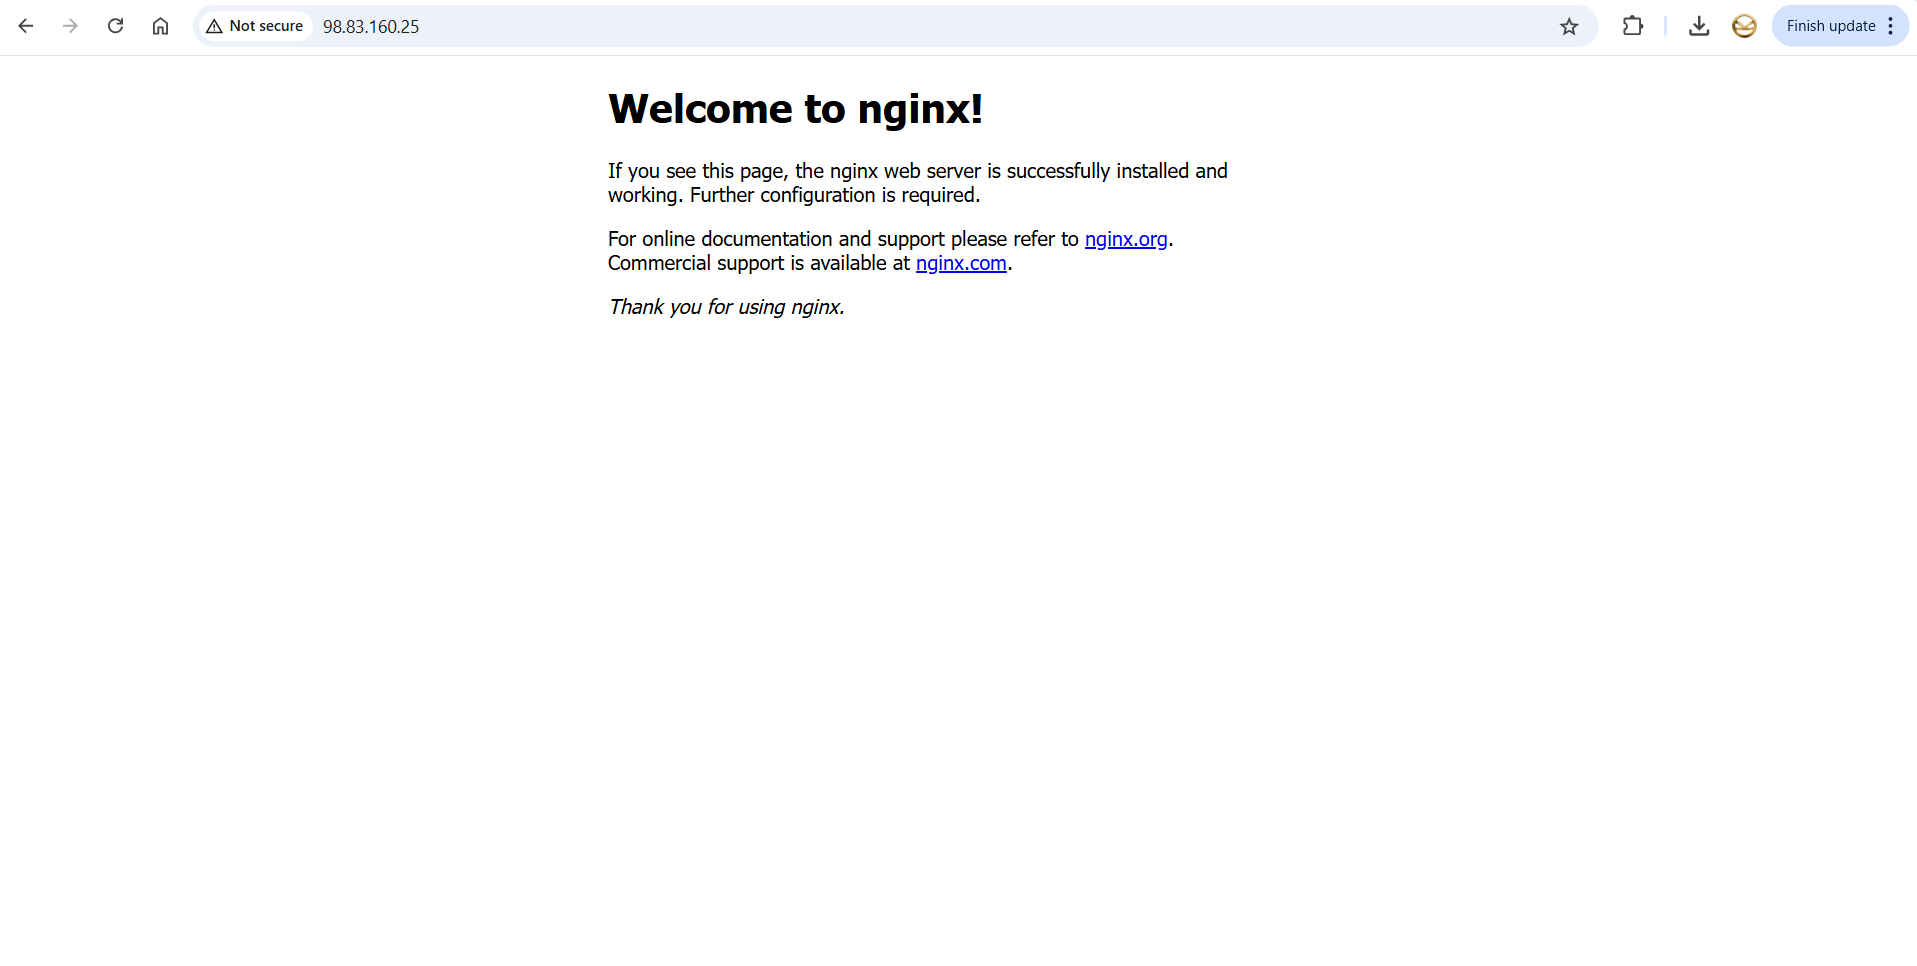 Not secure
98.83.160.25
Finish update
Welcome to nginx!
If you see this page, the nginx web server is successfully installed and
working. Further configuration is required.
For online documentation and support please refer to nginx.org.
Commercial support is available at nginx.com.
Thank you for using nginx.